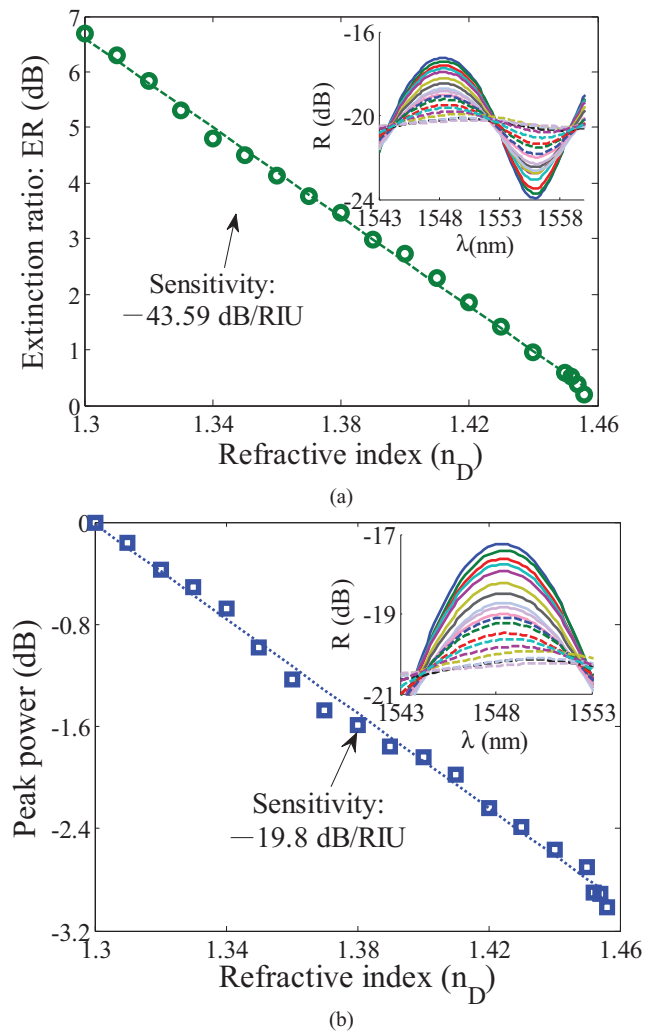 7
6
5
4
3
2
1
0
Extinction ratio: ER (dB)
1.3
1.34
1.38
1.42
1.46
Refractive index (n_D)
Sensitivity:
—43.59 dB/RIU
-16
-20
-24
R (dB)
1543
1548
1553
1558
λ(nm)
(a)
0
-0.8
-1.6
-2.4
-3.2
Peak power (dB)
1.3
1.34
1.38
1.42
1.46
Refractive index (n_D)
Sensitivity:
—19.8 dB/RIU
-17
-19
-21
R (dB)
1543
1548
1553
λ (nm)
(b)